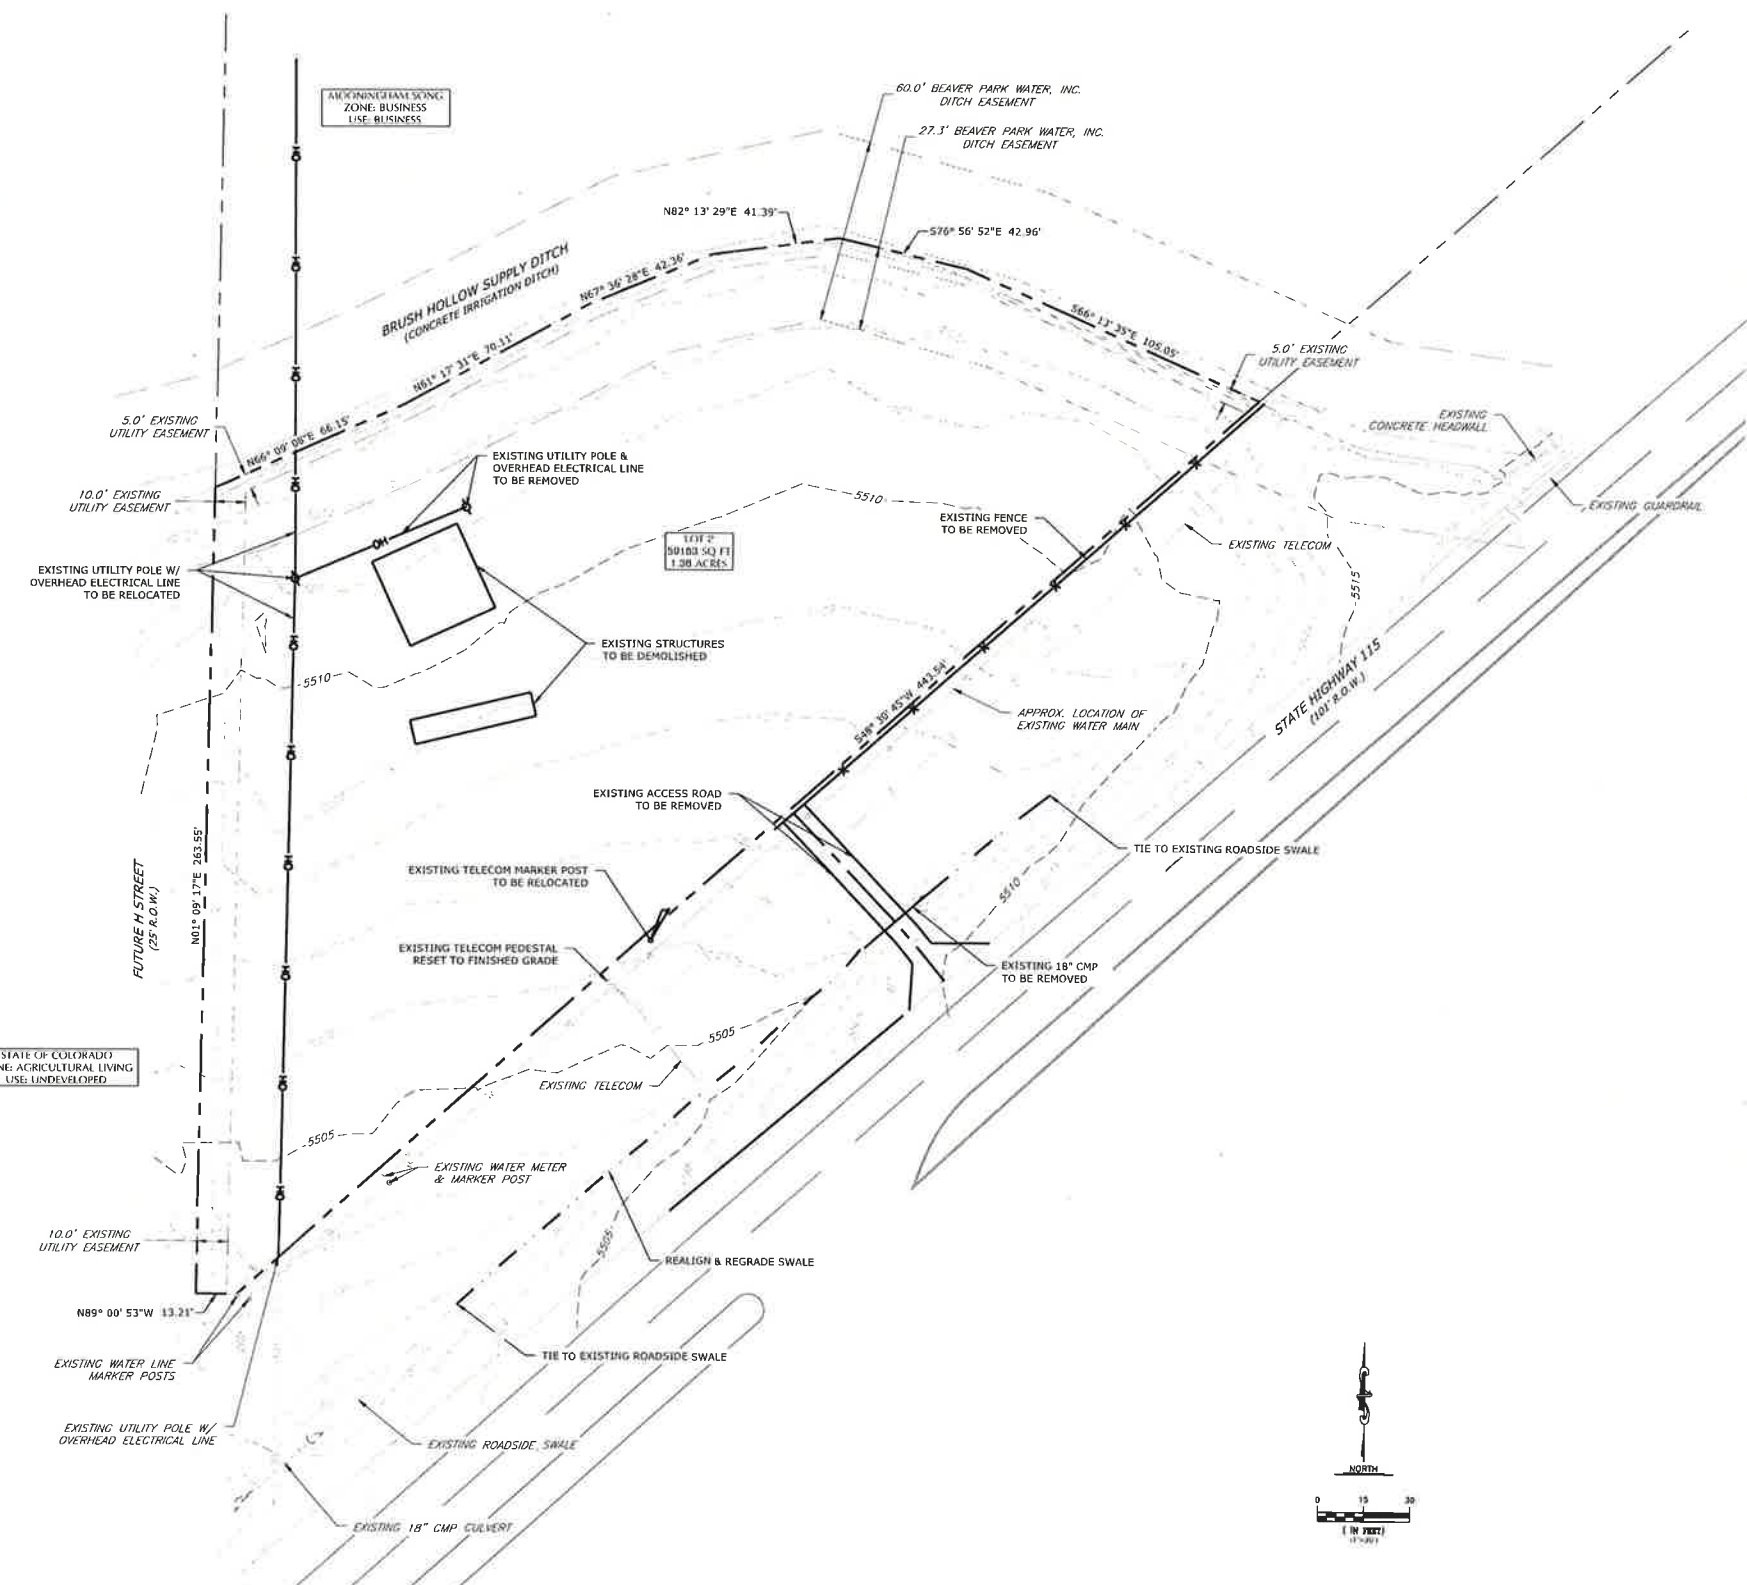 ZONE: BUSINESS
USE: BUSINESS
60.0' BEAVER PARK WATER, INC.
DITCH EASEMENT
27.3' BEAVER PARK WATER, INC.
DITCH EASEMENT
N82° 13' 29"E 41.39'
S76° 56' 52"E 42.96'
BRUSH HOLLOW SUPPLY DITCH
(CONCRETE IRRIGATION DITCH)
N67° 36' 28"E 42.36'
N61° 17' 31"E 70.11'
N66° 09' 08"E 66.15'
S66° 13' 35"E 105.05'
5.0' EXISTING
UTILITY EASEMENT
5.0' EXISTING
UTILITY EASEMENT
EXISTING
CONCRETE HEADWALL
10.0' EXISTING
UTILITY EASEMENT
EXISTING UTILITY POLE &
OVERHEAD ELECTRICAL LINE
TO BE REMOVED
5510
EXISTING GUARDRAIL
EXISTING FENCE
TO BE REMOVED
EXISTING TELECOM
OH
LOT 2
50183 SQ FT
1.38 ACRES
EXISTING UTILITY POLE W/
OVERHEAD ELECTRICAL LINE
TO BE RELOCATED
5515
EXISTING STRUCTURES
TO BE DEMOLISHED
5510
STATE HIGHWAY 115
(101' R.O.W.)
S48° 30' 45"W 443.54'
APPROX. LOCATION OF
EXISTING WATER MAIN
EXISTING ACCESS ROAD
TO BE REMOVED
TIE TO EXISTING ROADSIDE SWALE
FUTURE H STREET
(25' R.O.W.)
N01° 09' 17"E 263.55'
EXISTING TELECOM MARKER POST
TO BE RELOCATED
5510
EXISTING TELECOM PEDESTAL
RESET TO FINISHED GRADE
EXISTING 18" CMP
TO BE REMOVED
5505
STATE OF COLORADO
NE: AGRICULTURAL LIVING
USE: UNDEVELOPED
EXISTING TELECOM
5505
EXISTING WATER METER
& MARKER POST
10.0' EXISTING
UTILITY EASEMENT
5505
REALIGN & REGRADE SWALE
N89° 00' 53"W 13.21'
TIE TO EXISTING ROADSIDE SWALE
EXISTING WATER LINE
MARKER POSTS
EXISTING UTILITY POLE W/
OVERHEAD ELECTRICAL LINE
EXISTING ROADSIDE SWALE
EXISTING 18" CMP CULVERT
NORTH
0 15 30
( IN FEET)